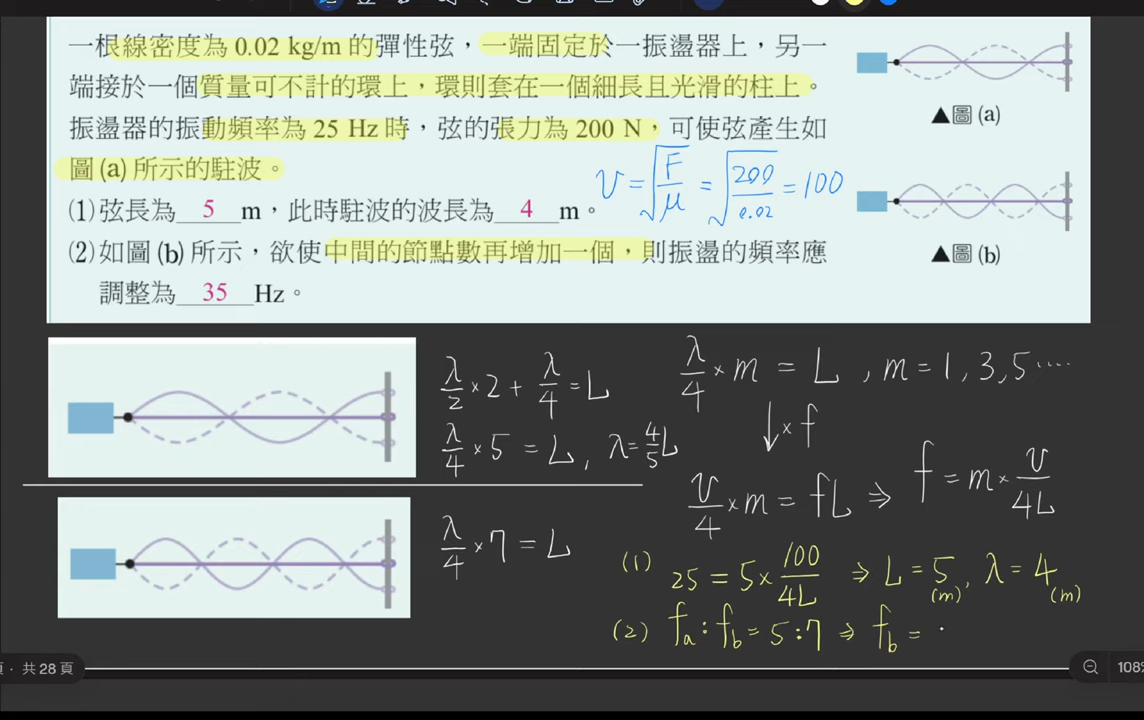 一根線密度為 0.02 kg/m 的彈性弦，一端固定於一振盪器上，另一
端接於一個質量可不計的環上，環則套在一個細長且光滑的柱上。
振盪器的振動頻率為 25 Hz 時，弦的張力為 200 N，可使弦產生如
圖 (a) 所示的駐波。
v = √(F/μ) = √(200/0.02) = 100
(1) 弦長為 5 m，此時駐波的波長為 4 m。
(2) 如圖 (b) 所示，欲使中間的節點數再增加一個，則振盪的頻率應
調整為 35 Hz。
▲圖 (a)
▲圖 (b)
λ/2 × 2 + λ/4 = L
λ/4 × 5 = L , λ = 4/5 L
λ/4 × 7 = L
λ/4 × m = L , m = 1, 3, 5 ....
↓ × f
v/4 × m = fL ⇒ f = m × v/4L
(1) 25 = 5 × 100/4L ⇒ L = 5 (m), λ = 4 (m)
(2) fa : fb = 5 : 7 ⇒ fb =
頁 · 共 28 頁
108%